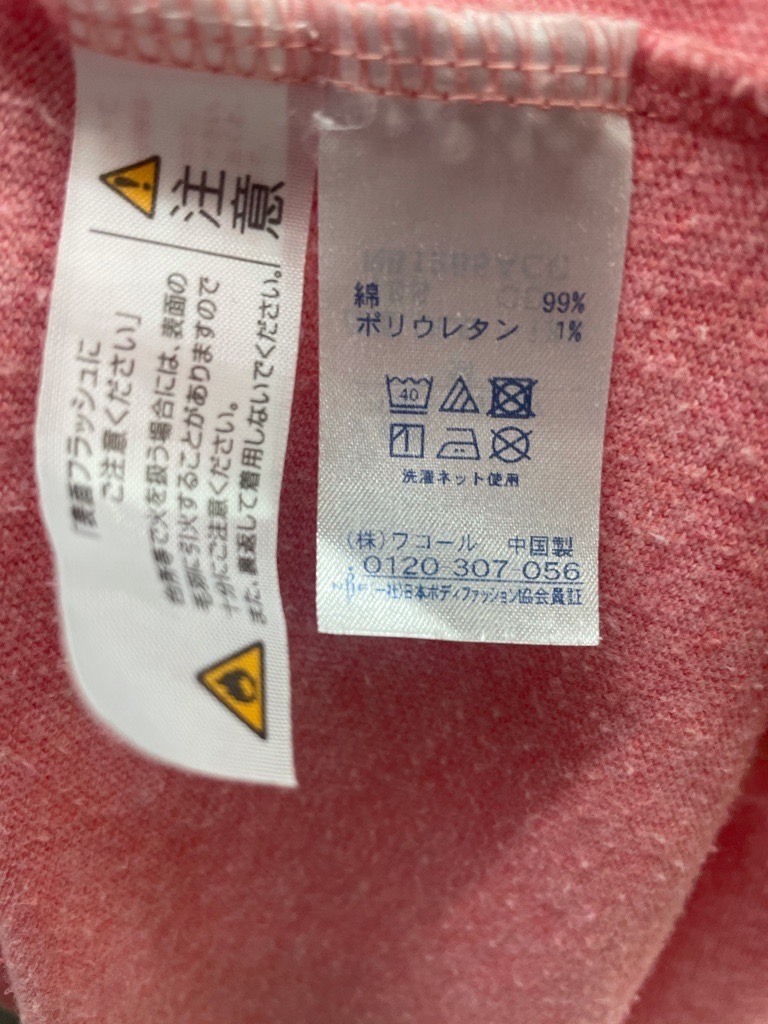 注意
「表面フラッシュに
ご注意ください」
台所等で火を扱う場合には、表面の
毛羽に引火することがありますので
十分にご注意ください。
また、裏返して着用しないでください。
綿 99%
ポリウレタン 1%
40
洗濯ネット使用
(株)ワコール 中国製
0120 307 056
(一社)日本ボディファッション協会員証